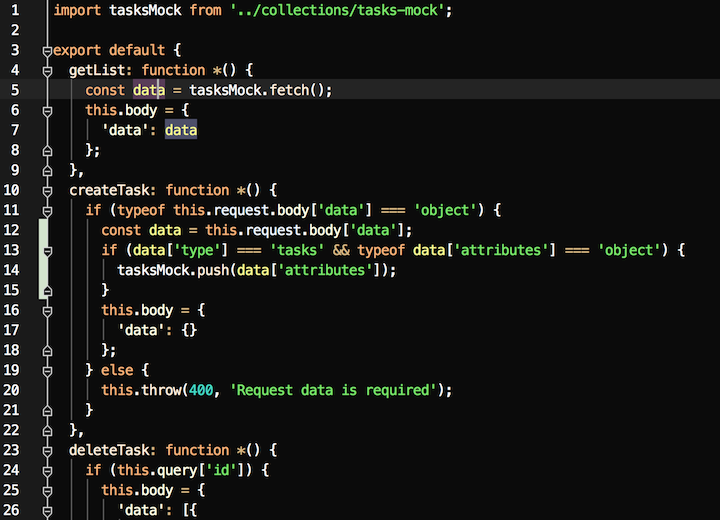 1 import tasksMock from '../collections/tasks-mock';
2
3 export default {
4 getList: function *() {
5 const data = tasksMock.fetch();
6 this.body = {
7 'data': data
8 };
9 },
10 createTask: function *() {
11 if (typeof this.request.body['data'] === 'object') {
12 const data = this.request.body['data'];
13 if (data['type'] === 'tasks' && typeof data['attributes'] === 'object') {
14 tasksMock.push(data['attributes']);
15 }
16 this.body = {
17 'data': {}
18 };
19 } else {
20 this.throw(400, 'Request data is required');
21 }
22 },
23 deleteTask: function *() {
24 if (this.query['id']) {
25 this.body = {
26 'data': [{